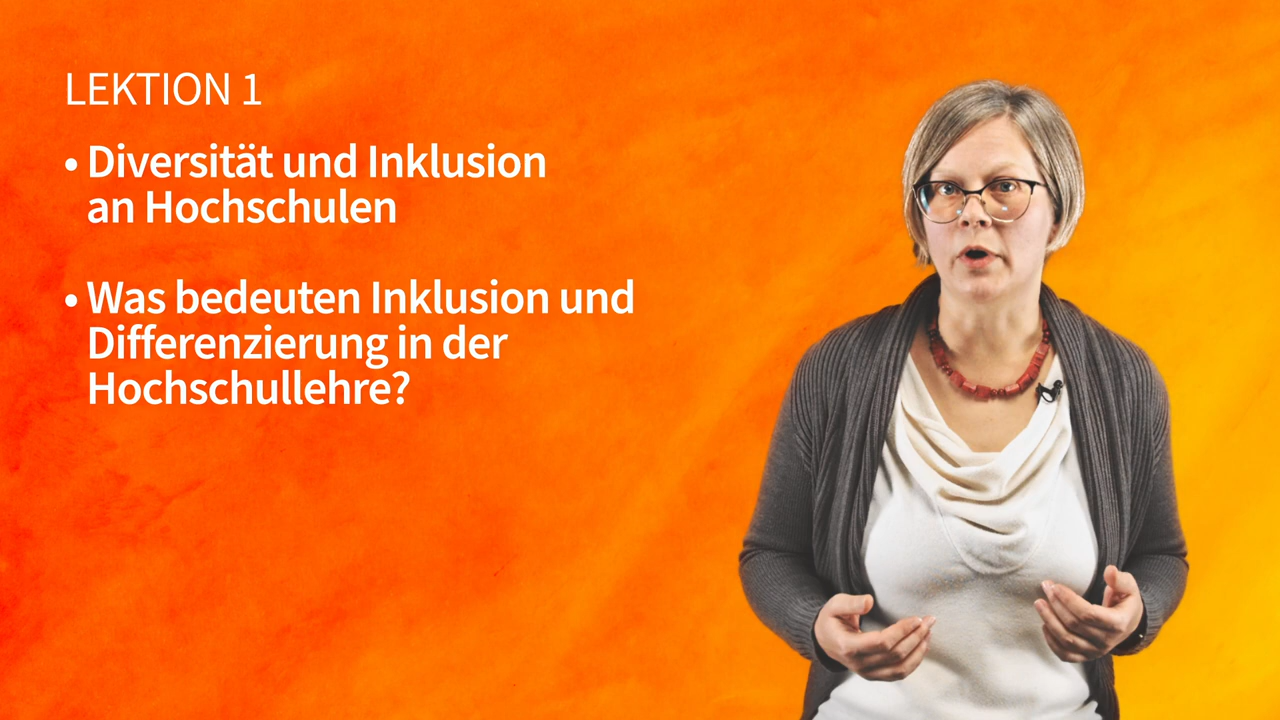 LEKTION 1
• Diversität und Inklusion
an Hochschulen
• Was bedeuten Inklusion und
Differenzierung in der
Hochschullehre?